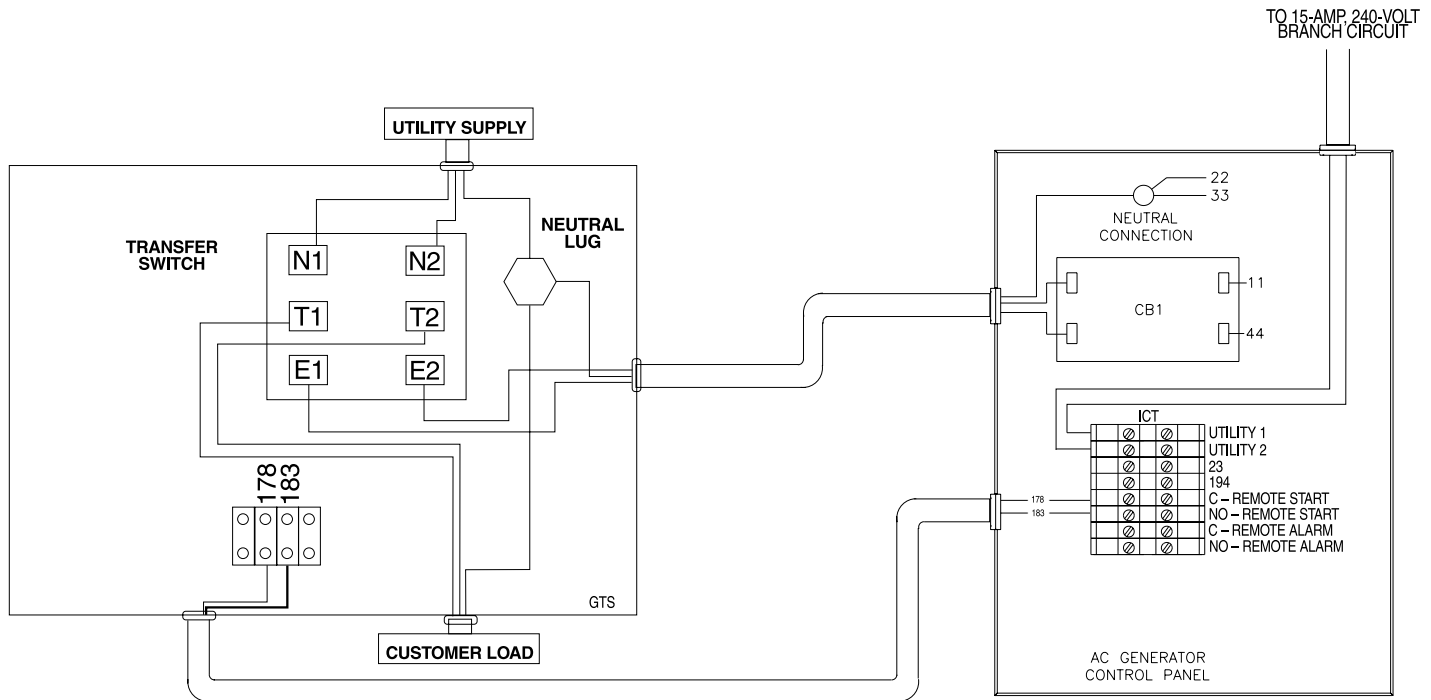 TO 15-AMP, 240-VOLT
BRANCH CIRCUIT
UTILITY SUPPLY
TRANSFER
SWITCH
NEUTRAL
LUG
N1
N2
T1
T2
E1
E2
178
183
GTS
CUSTOMER LOAD
22
33
NEUTRAL
CONNECTION
11
CB1
44
ICT
UTILITY 1
UTILITY 2
23
194
178
C – REMOTE START
183
NO – REMOTE START
C – REMOTE ALARM
NO – REMOTE ALARM
AC GENERATOR
CONTROL PANEL